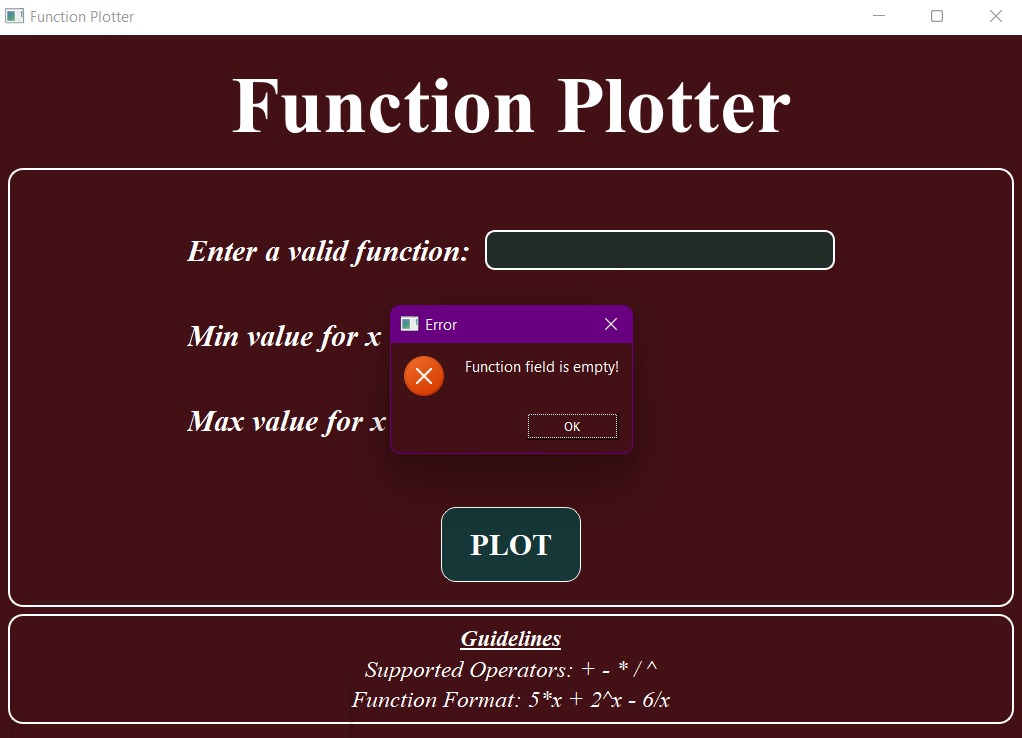 Function Plotter
Function Plotter
Enter a valid function:
Min value for x
Error
Function field is empty!
Max value for x
OK
PLOT
Guidelines
Supported Operators: + - * / ^
Function Format: 5*x + 2^x - 6/x